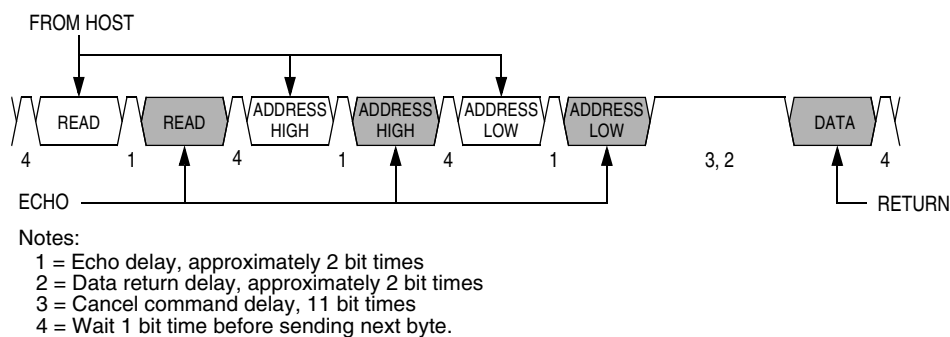 FROM HOST
READ READ ADDRESS HIGH ADDRESS HIGH ADDRESS LOW ADDRESS LOW DATA
4 1 4 1 4 1 3, 2 4
ECHO RETURN
Notes:
1 = Echo delay, approximately 2 bit times
2 = Data return delay, approximately 2 bit times
3 = Cancel command delay, 11 bit times
4 = Wait 1 bit time before sending next byte.